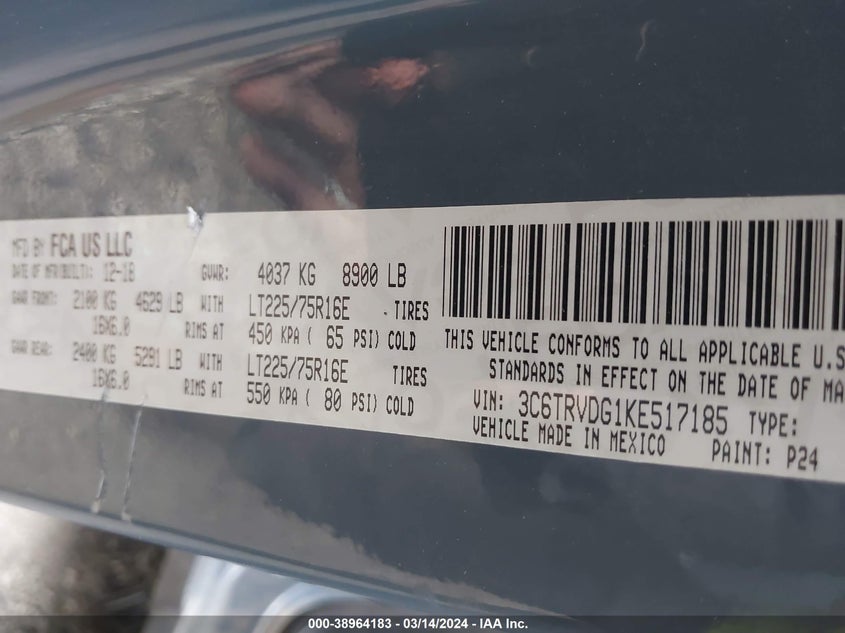 MFD BY FCA US LLC
DATE OF MFR(BUILT): 12-18 GVWR: 4037 KG 8900 LB
GAWR FRONT: 2100 KG 4629 LB WITH LT225/75R16E TIRES
16X6.0 RIMS AT 450 KPA ( 65 PSI) COLD
GAWR REAR: 2400 KG 5291 LB WITH LT225/75R16E TIRES
16X6.0 RIMS AT 550 KPA ( 80 PSI) COLD
THIS VEHICLE CONFORMS TO ALL APPLICABLE U.S
STANDARDS IN EFFECT ON THE DATE OF MA
VIN: 3C6TRVDG1KE517185 TYPE:
VEHICLE MADE IN MEXICO PAINT: P24
000-38964183 - 03/14/2024 - IAA Inc.